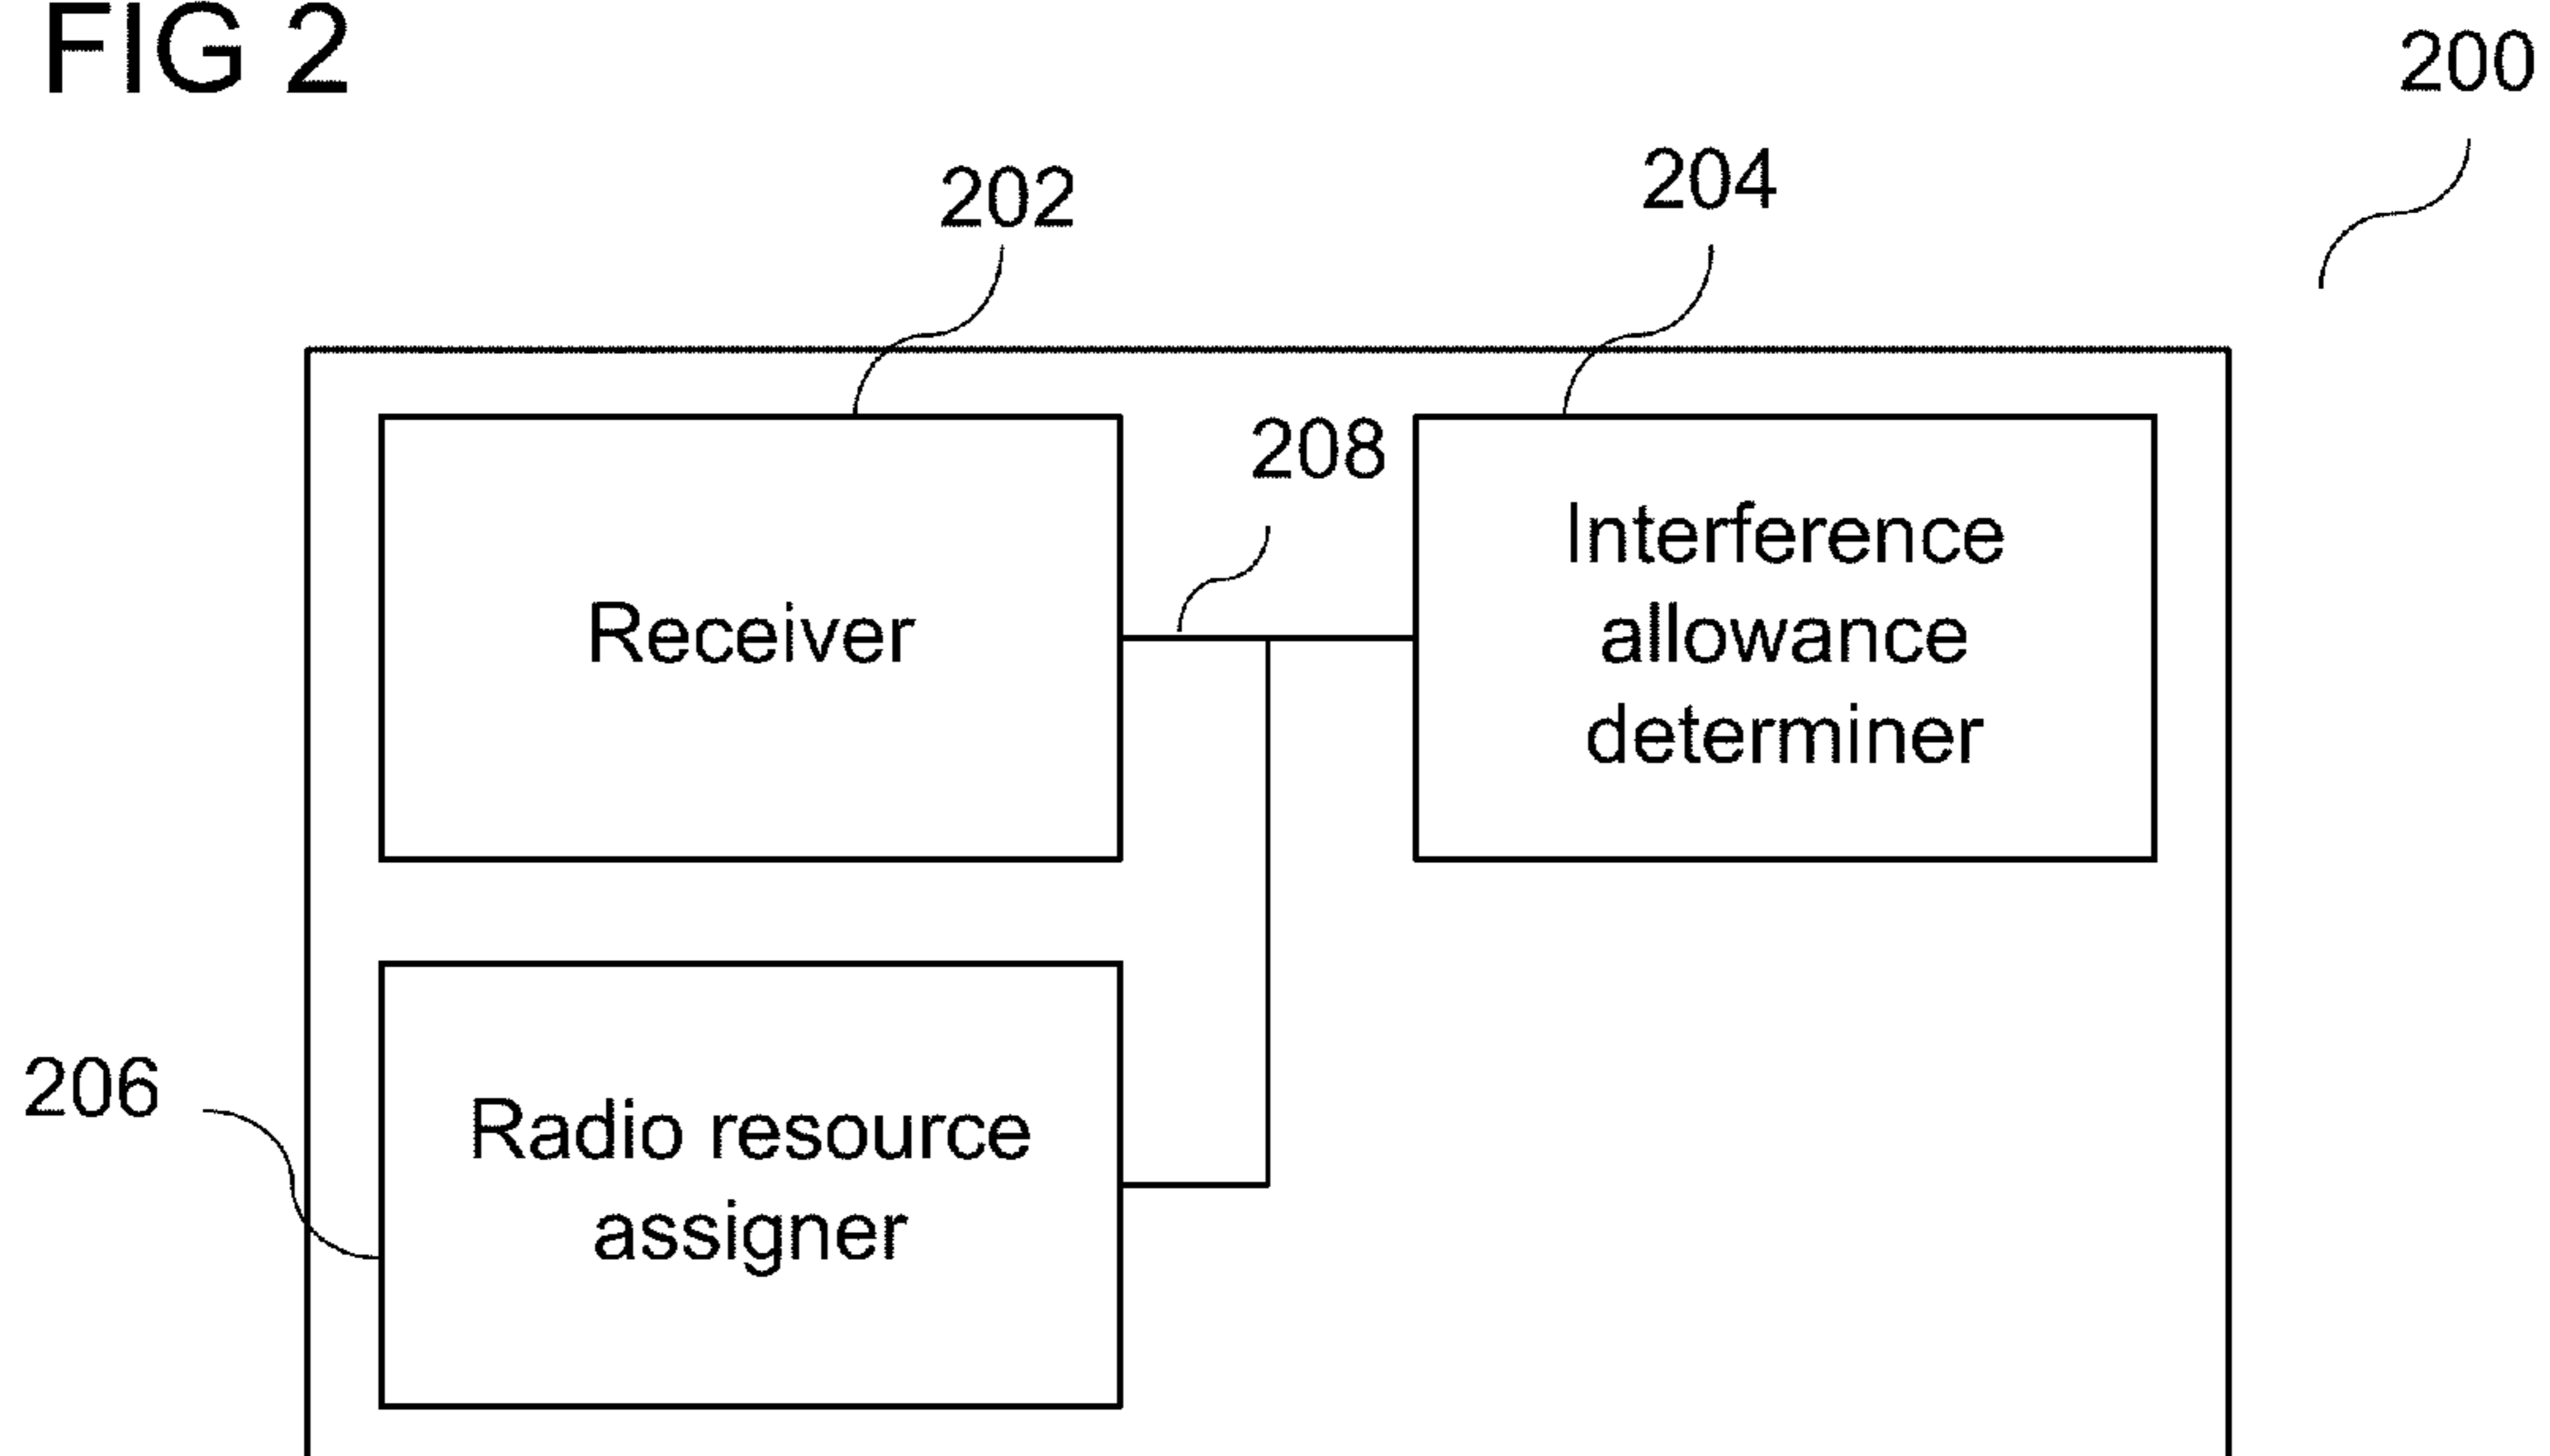 FIG 2
200
202
204
208
Receiver
Interference
allowance
determiner
206
Radio resource
assigner